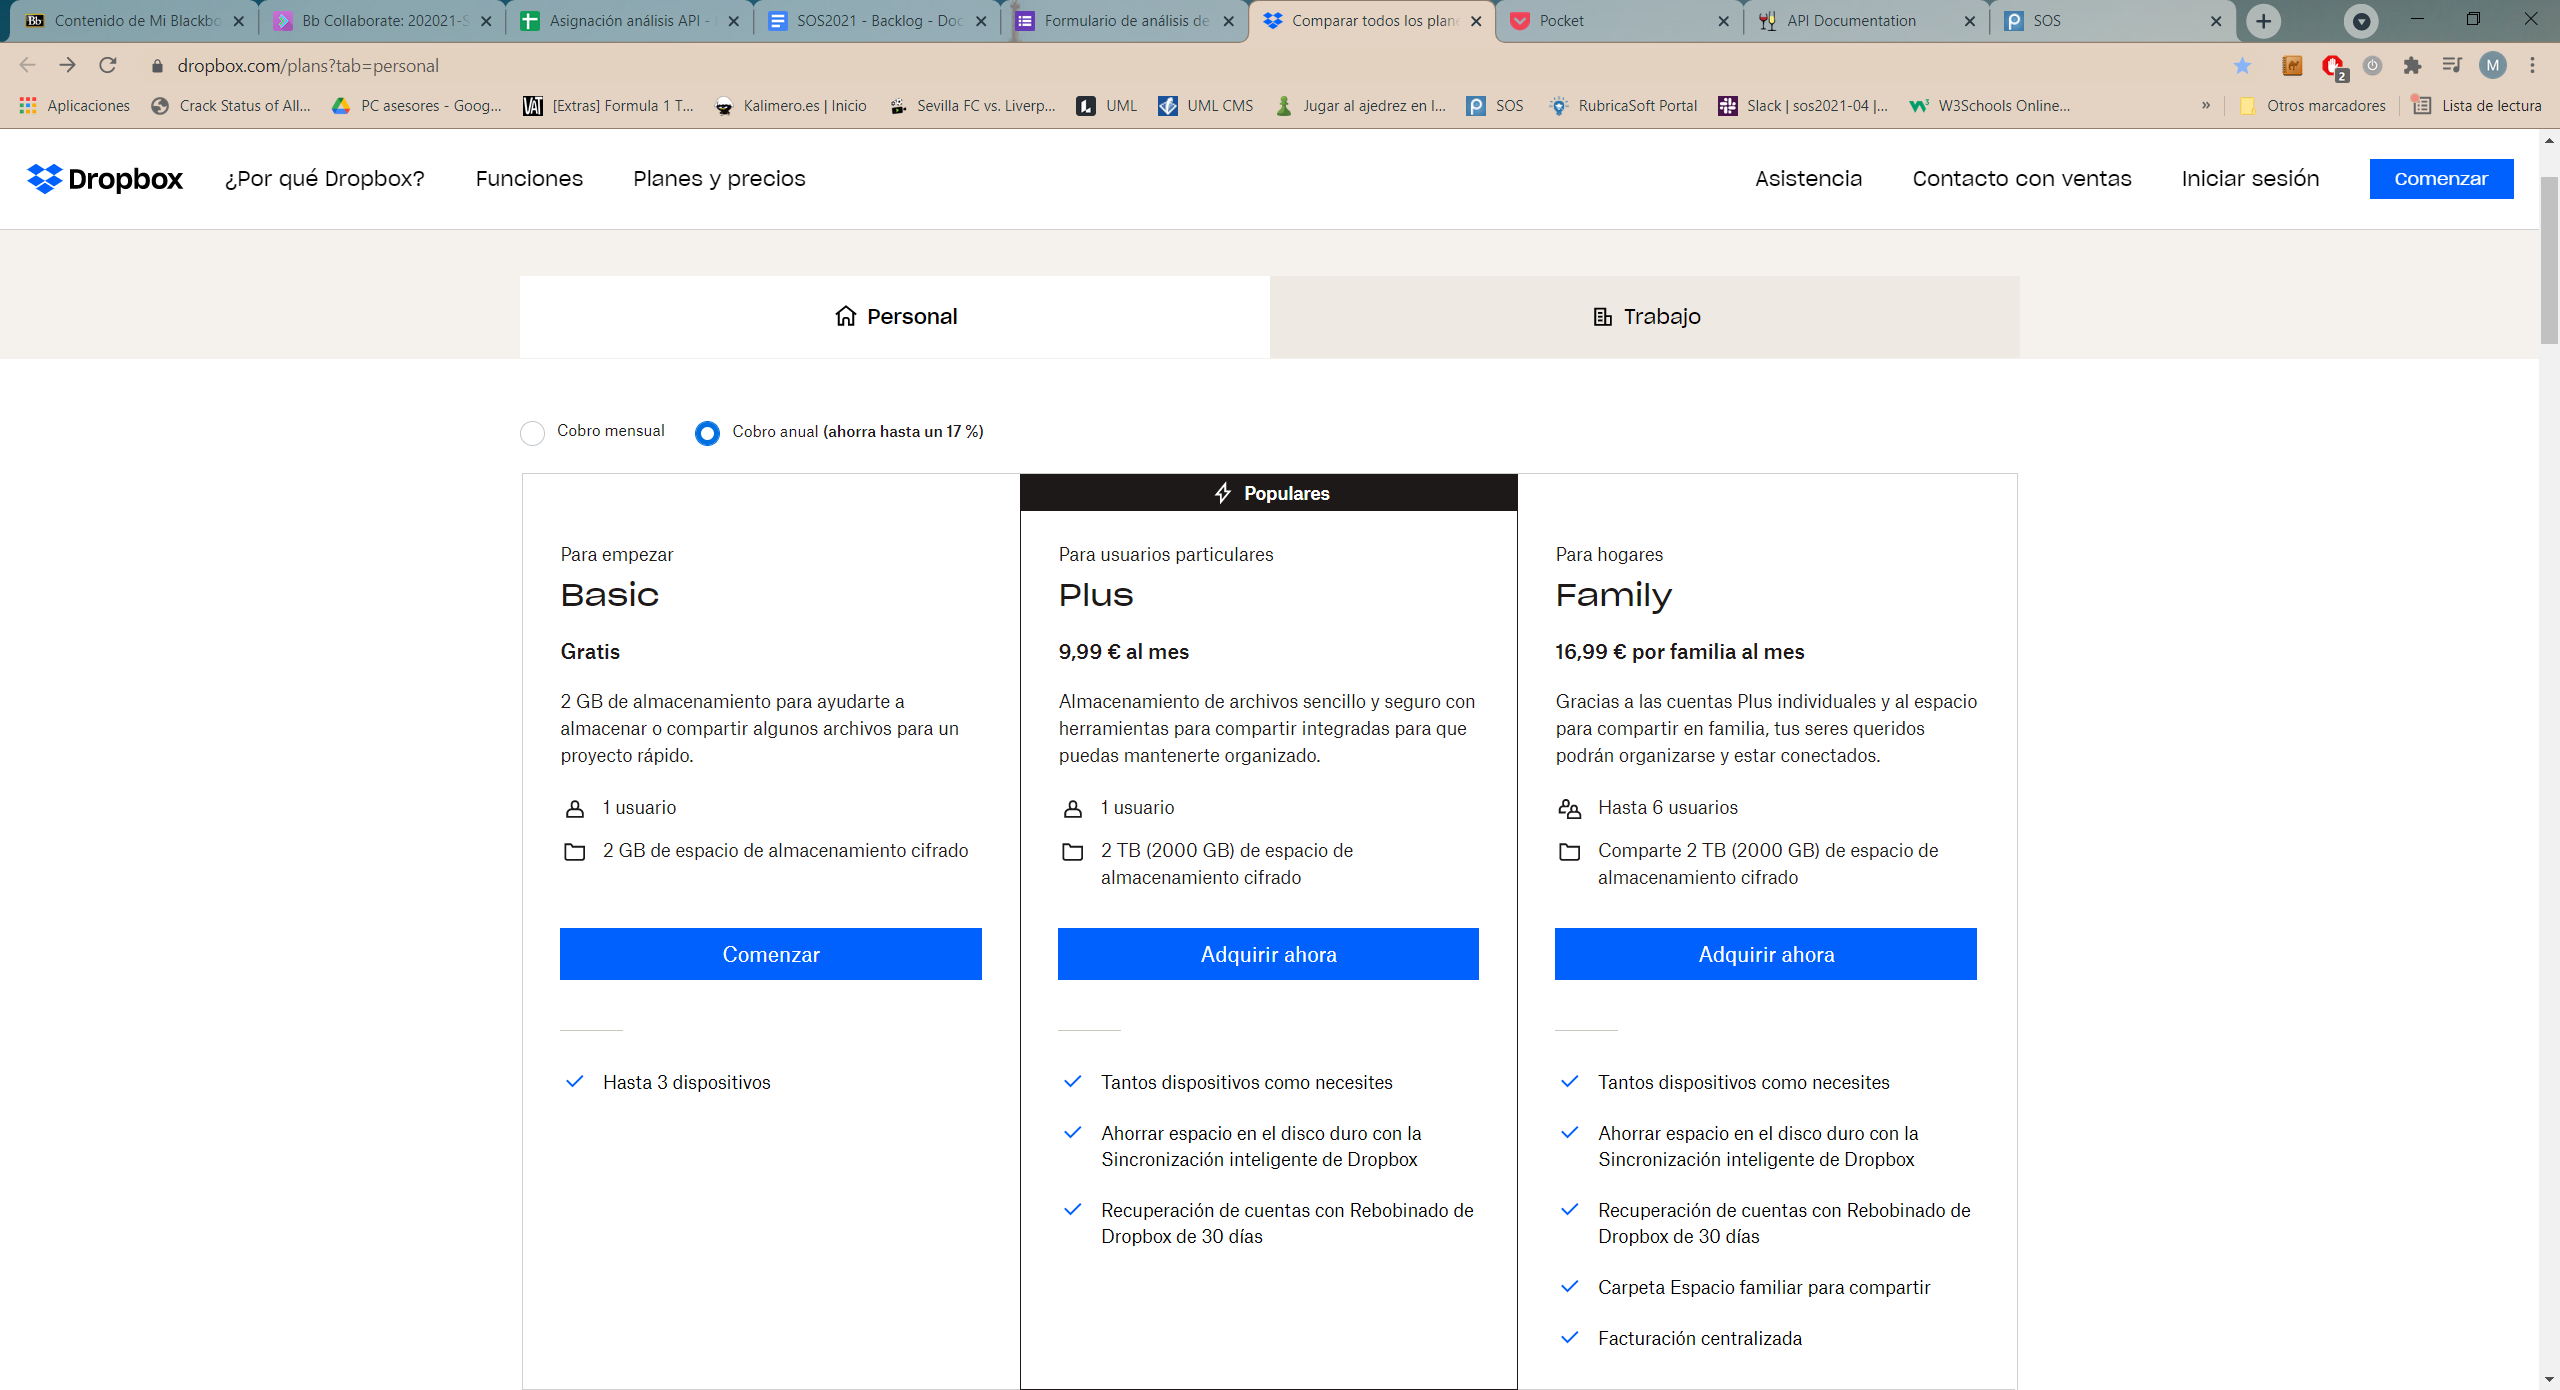 Contenido de Mi Blackbo
Bb Collaborate: 202021-S
Asignación análisis API -
SOS2021 - Backlog - Doc
Formulario de análisis de
Comparar todos los plane
Pocket
API Documentation
SOS
dropbox.com/plans?tab=personal
2
M
Aplicaciones
Crack Status of All...
PC asesores - Goog...
[Extras] Formula 1 T...
Kalimero.es | Inicio
Sevilla FC vs. Liverp...
UML
UML CMS
Jugar al ajedrez en l...
SOS
RubricaSoft Portal
Slack | sos2021-04 |...
W3Schools Online...
»
Otros marcadores
Lista de lectura
Dropbox
¿Por qué Dropbox?
Funciones
Planes y precios
Asistencia
Contacto con ventas
Iniciar sesión
Comenzar
Personal
Trabajo
Cobro mensual
Cobro anual (ahorra hasta un 17 %)
Para empezar
Basic
Gratis
2 GB de almacenamiento para ayudarte a
almacenar o compartir algunos archivos para un
proyecto rápido.
1 usuario
2 GB de espacio de almacenamiento cifrado
Comenzar
Hasta 3 dispositivos
Populares
Para usuarios particulares
Plus
9,99 € al mes
Almacenamiento de archivos sencillo y seguro con
herramientas para compartir integradas para que
puedas mantenerte organizado.
1 usuario
2 TB (2000 GB) de espacio de
almacenamiento cifrado
Adquirir ahora
Tantos dispositivos como necesites
Ahorrar espacio en el disco duro con la
Sincronización inteligente de Dropbox
Recuperación de cuentas con Rebobinado de
Dropbox de 30 días
Para hogares
Family
16,99 € por familia al mes
Gracias a las cuentas Plus individuales y al espacio
para compartir en familia, tus seres queridos
podrán organizarse y estar conectados.
Hasta 6 usuarios
Comparte 2 TB (2000 GB) de espacio de
almacenamiento cifrado
Adquirir ahora
Tantos dispositivos como necesites
Ahorrar espacio en el disco duro con la
Sincronización inteligente de Dropbox
Recuperación de cuentas con Rebobinado de
Dropbox de 30 días
Carpeta Espacio familiar para compartir
Facturación centralizada